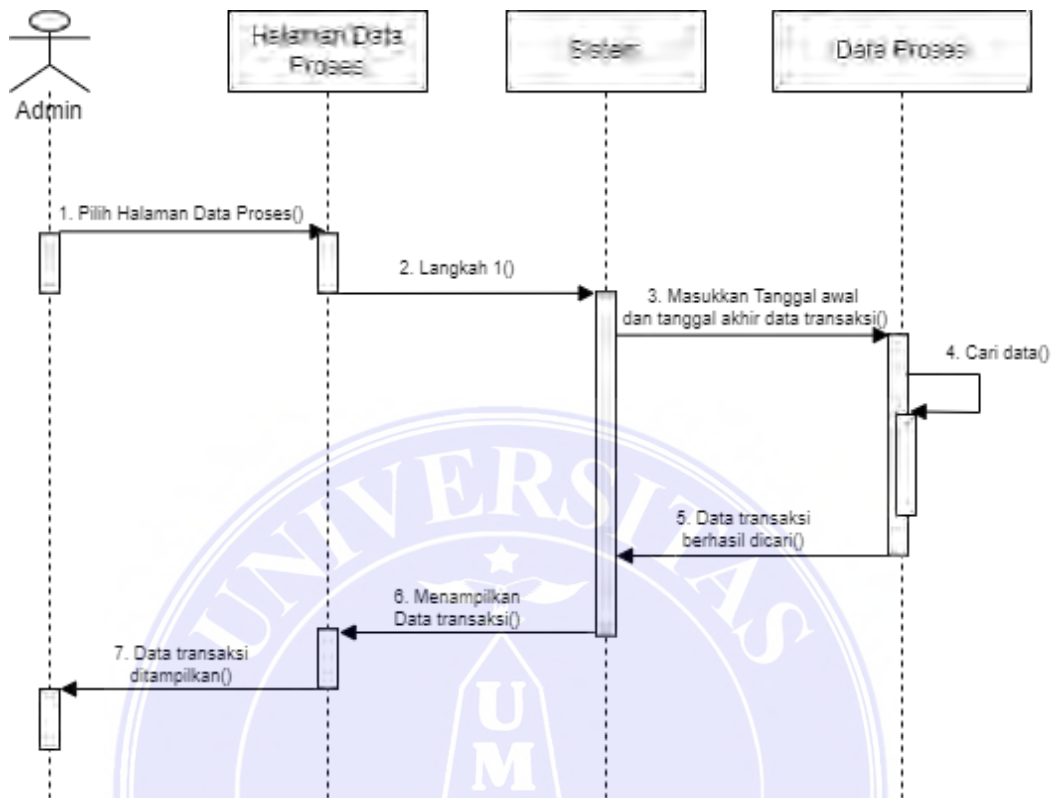 Halaman Data
Proses
Sistem
Data Proses
Admin
1. Pilih Halaman Data Proses()
2. Langkah 1()
3. Masukkan Tanggal awal
dan tanggal akhir data transaksi()
4. Cari data()
5. Data transaksi
berhasil dicari()
6. Menampilkan
Data transaksi()
7. Data transaksi
ditampilkan()
UNIVERSITAS
U
M